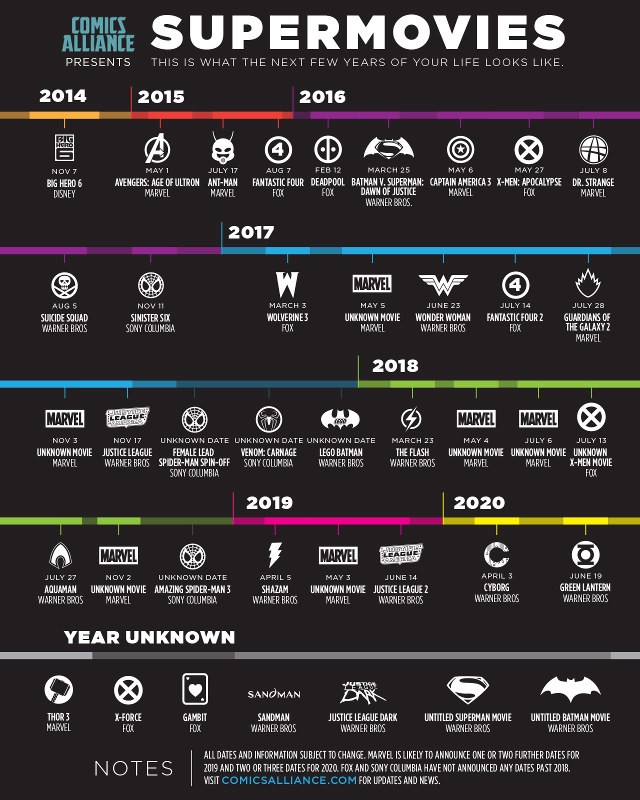 COMICS ALLIANCE
PRESENTS
SUPERMOVIES
THIS IS WHAT THE NEXT FEW YEARS OF YOUR LIFE LOOKS LIKE.
2014
2015
2016
BIG HERO 6
4
NOV 7
BIG HERO 6
DISNEY
MAY 1
AVENGERS: AGE OF ULTRON
MARVEL
JULY 17
ANT-MAN
MARVEL
AUG 7
FANTASTIC FOUR
FOX
FEB 12
DEADPOOL
FOX
MARCH 25
BATMAN V. SUPERMAN:
DAWN OF JUSTICE
WARNER BROS.
MAY 6
CAPTAIN AMERICA 3
MARVEL
MAY 27
X-MEN: APOCALYPSE
FOX
JULY 8
DR. STRANGE
MARVEL
2017
AUG 5
SUICIDE SQUAD
WARNER BROS
NOV 11
SINISTER SIX
SONY COLUMBIA
MARCH 3
WOLVERINE 3
FOX
MARVEL
MAY 5
UNKNOWN MOVIE
MARVEL
JUNE 23
WONDER WOMAN
WARNER BROS
4
JULY 14
FANTASTIC FOUR 2
FOX
JULY 28
GUARDIANS OF
THE GALAXY 2
MARVEL
2018
MARVEL
NOV 3
UNKNOWN MOVIE
MARVEL
JUSTICE LEAGUE
NOV 17
JUSTICE LEAGUE
WARNER BROS
UNKNOWN DATE
FEMALE LEAD
SPIDER-MAN SPIN-OFF
SONY COLUMBIA
UNKNOWN DATE
VENOM: CARNAGE
SONY COLUMBIA
LEGO
UNKNOWN DATE
LEGO BATMAN
WARNER BROS
MARCH 23
THE FLASH
WARNER BROS
MARVEL
MAY 4
UNKNOWN MOVIE
MARVEL
MARVEL
JULY 6
UNKNOWN MOVIE
MARVEL
JULY 13
UNKNOWN
X-MEN MOVIE
FOX
2019
2020
JULY 27
AQUAMAN
WARNER BROS
MARVEL
NOV 2
UNKNOWN MOVIE
MARVEL
UNKNOWN DATE
AMAZING SPIDER-MAN 3
SONY COLUMBIA
APRIL 5
SHAZAM
WARNER BROS
MARVEL
MAY 3
UNKNOWN MOVIE
MARVEL
JUSTICE LEAGUE
JUNE 14
JUSTICE LEAGUE 2
WARNER BROS
APRIL 3
CYBORG
WARNER BROS
JUNE 19
GREEN LANTERN
WARNER BROS
YEAR UNKNOWN
THOR 3
MARVEL
X-FORCE
FOX
GAMBIT
FOX
SANDMAN
SANDMAN
WARNER BROS
JUSTICE LEAGUE DARK
JUSTICE LEAGUE DARK
WARNER BROS
UNTITLED SUPERMAN MOVIE
WARNER BROS
UNTITLED BATMAN MOVIE
WARNER BROS
NOTES
ALL DATES AND INFORMATION SUBJECT TO CHANGE. MARVEL IS LIKELY TO ANNOUNCE ONE OR TWO FURTHER DATES FOR
2019 AND TWO OR THREE DATES FOR 2020. FOX AND SONY COLUMBIA HAVE NOT ANNOUNCED ANY DATES PAST 2018.
VISIT COMICSALLIANCE.COM FOR UPDATES AND NEWS.